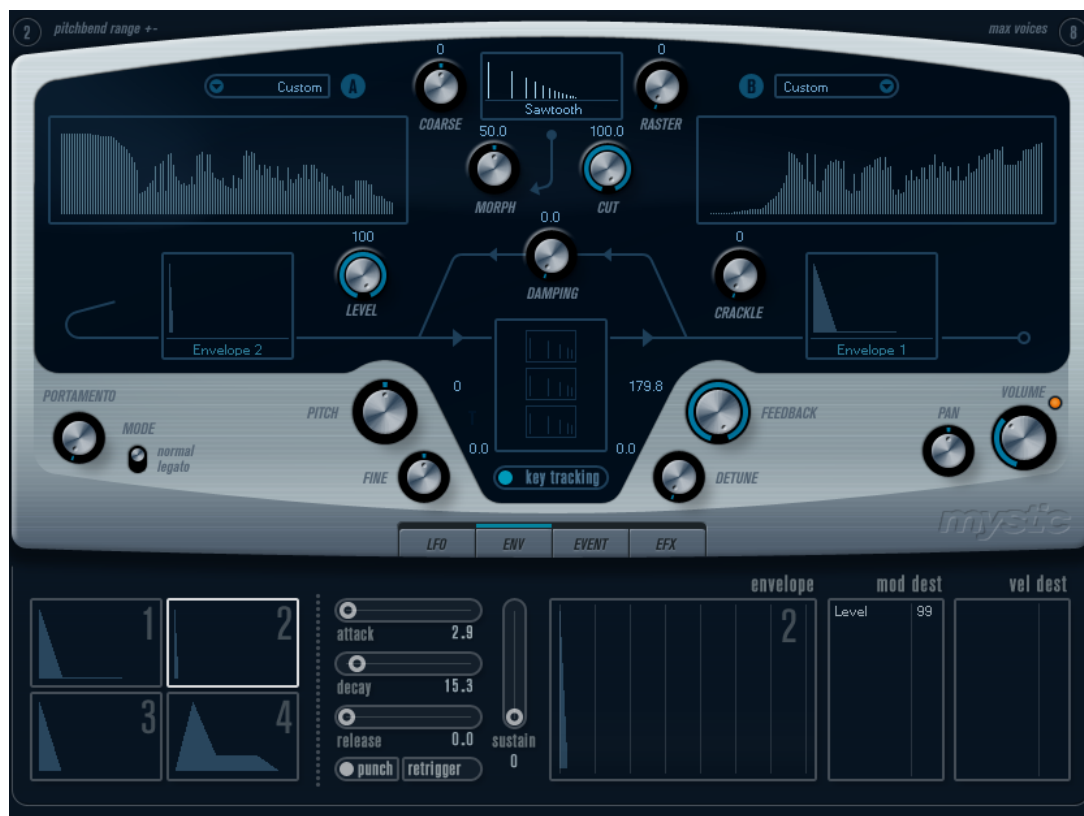 2 pitchbend range +-
max voices 8
0
0
Custom A
B Custom
Sawtooth
COARSE
RASTER
50.0
100.0
MORPH
CUT
0.0
100
0
DAMPING
LEVEL
CRACKLE
Envelope 2
Envelope 1
PORTAMENTO
0
179.8
VOLUME
PITCH
FEEDBACK
PAN
MODE
normal
legato
0.0
0.0
FINE
key tracking
DETUNE
mystic
LFO ENV EVENT EFX
envelope mod dest vel dest
1 2
attack 2.9
2
Level 99
decay 15.3
3 4
release 0.0
sustain
0
punch retrigger